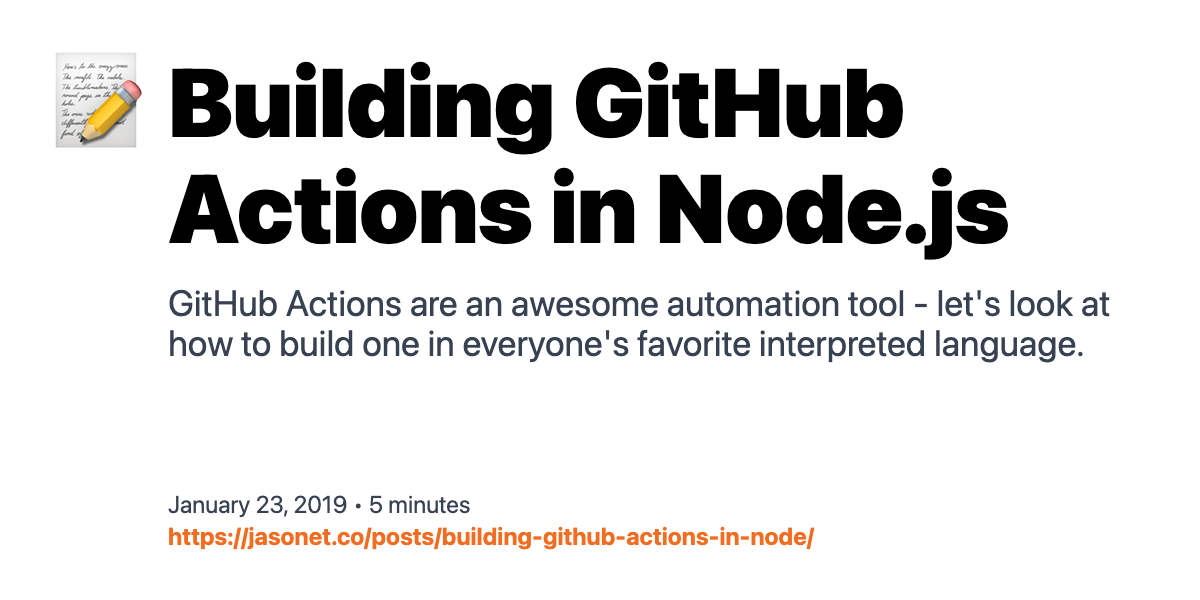 Building GitHub
Actions in Node.js
GitHub Actions are an awesome automation tool - let's look at
how to build one in everyone's favorite interpreted language.
January 23, 2019 • 5 minutes
https://jasonet.co/posts/building-github-actions-in-node/